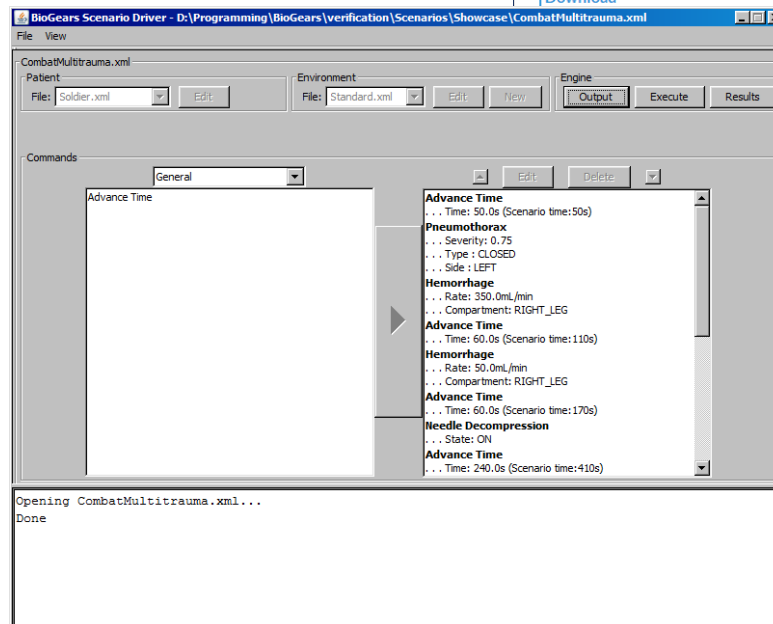 Download
BioGears Scenario Driver - D:\Programming\BioGears\verification\Scenarios\Showcase\CombatMultitrauma.xml
File View
CombatMultitrauma.xml
Patient
File: Soldier.xml Edit
Environment
File: Standard.xml Edit New
Engine
Output Execute Results
Commands
General
Edit Delete
Advance Time
Advance Time
. . . Time: 50.0s (Scenario time:50s)
Pneumothorax
. . . Severity: 0.75
. . . Type : CLOSED
. . . Side : LEFT
Hemorrhage
. . . Rate: 350.0mL/min
. . . Compartment: RIGHT_LEG
Advance Time
. . . Time: 60.0s (Scenario time:110s)
Hemorrhage
. . . Rate: 50.0mL/min
. . . Compartment: RIGHT_LEG
Advance Time
. . . Time: 60.0s (Scenario time:170s)
Needle Decompression
. . . State: ON
Advance Time
. . . Time: 240.0s (Scenario time:410s)
Opening CombatMultitrauma.xml...
Done